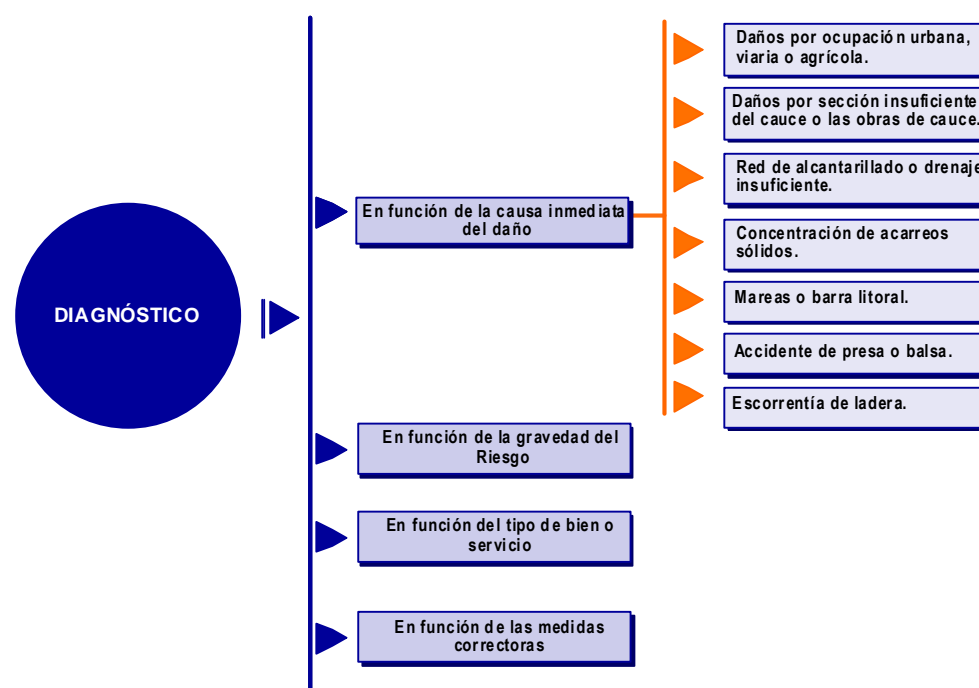 DIAGNÓSTICO
En función de la causa inmediata
del daño
Daños por ocupación urbana,
viaria o agrícola.
Daños por sección insuficiente
del cauce o las obras de cauce.
Red de alcantarillado o drenaje
insuficiente.
Concentración de acarreos
sólidos.
Mareas o barra litoral.
Accidente de presa o balsa.
Escorrentía de ladera.
En función de la gravedad del
Riesgo
En función del tipo de bien o
servicio
En función de las medidas
correctoras